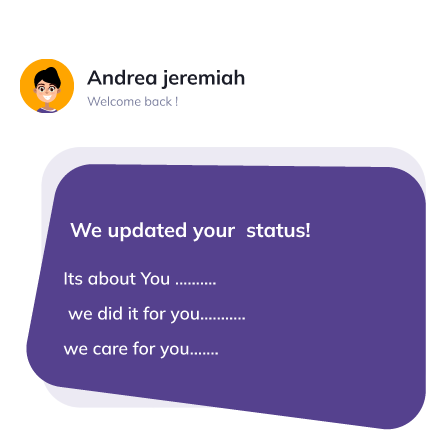 Andrea jeremiah
Welcome back !
We updated your status!
Its about You ..........
we did it for you...........
we care for you.......